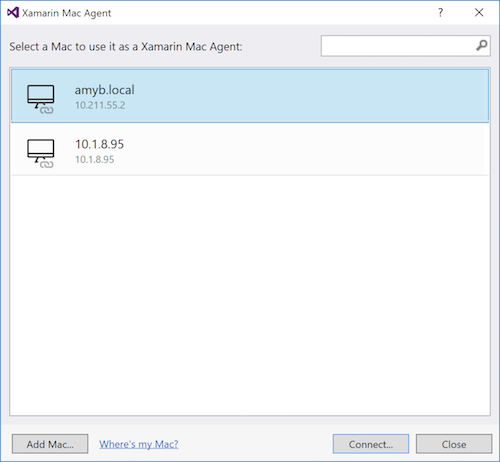 Xamarin Mac Agent
?
Select a Mac to use it as a Xamarin Mac Agent:
amyb.local
10.211.55.2
10.1.8.95
10.1.8.95
Add Mac...
Where's my Mac?
Connect...
Close